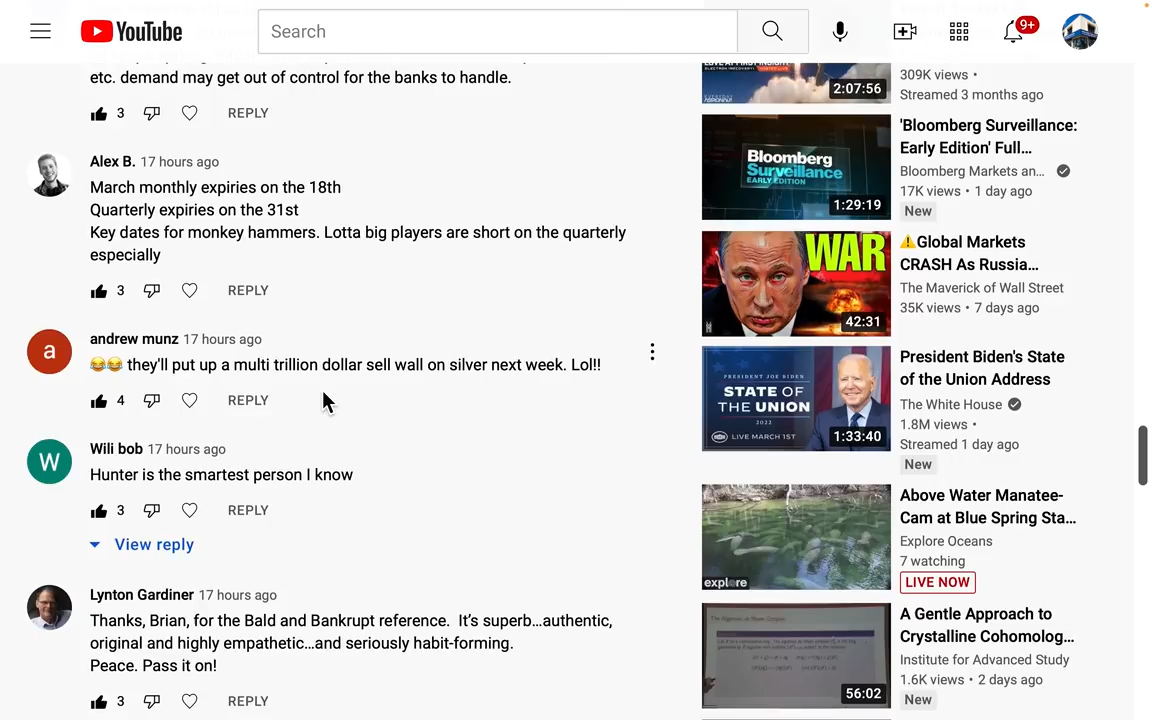 YouTube
Search
9+
etc. demand may get out of control for the banks to handle.
3
REPLY
Alex B. 17 hours ago
March monthly expiries on the 18th
Quarterly expiries on the 31st
Key dates for monkey hammers. Lotta big players are short on the quarterly
especially
3
REPLY
a
andrew munz 17 hours ago
😂😂 they'll put up a multi trillion dollar sell wall on silver next week. Lol!!
4
REPLY
W
Wili bob 17 hours ago
Hunter is the smartest person I know
3
REPLY
View reply
Lynton Gardiner 17 hours ago
Thanks, Brian, for the Bald and Bankrupt reference.  It's superb…authentic,
original and highly empathetic…and seriously habit-forming.
Peace. Pass it on!
3
REPLY
2:07:56
309K views •
Streamed 3 months ago
Bloomberg
Surveillance
EARLY EDITION
1:29:19
'Bloomberg Surveillance:
Early Edition' Full…
Bloomberg Markets an…
17K views • 1 day ago
New
WAR
42:31
⚠️Global Markets
CRASH As Russia…
The Maverick of Wall Street
35K views • 7 days ago
PRESIDENT JOE BIDEN
STATE OF
THE UNION
2022
LIVE MARCH 1ST
1:33:40
President Biden's State
of the Union Address
The White House
1.8M views •
Streamed 1 day ago
New
explore
Above Water Manatee-
Cam at Blue Spring Sta…
Explore Oceans
7 watching
LIVE NOW
56:02
A Gentle Approach to
Crystalline Cohomolog…
Institute for Advanced Study
1.6K views • 2 days ago
New